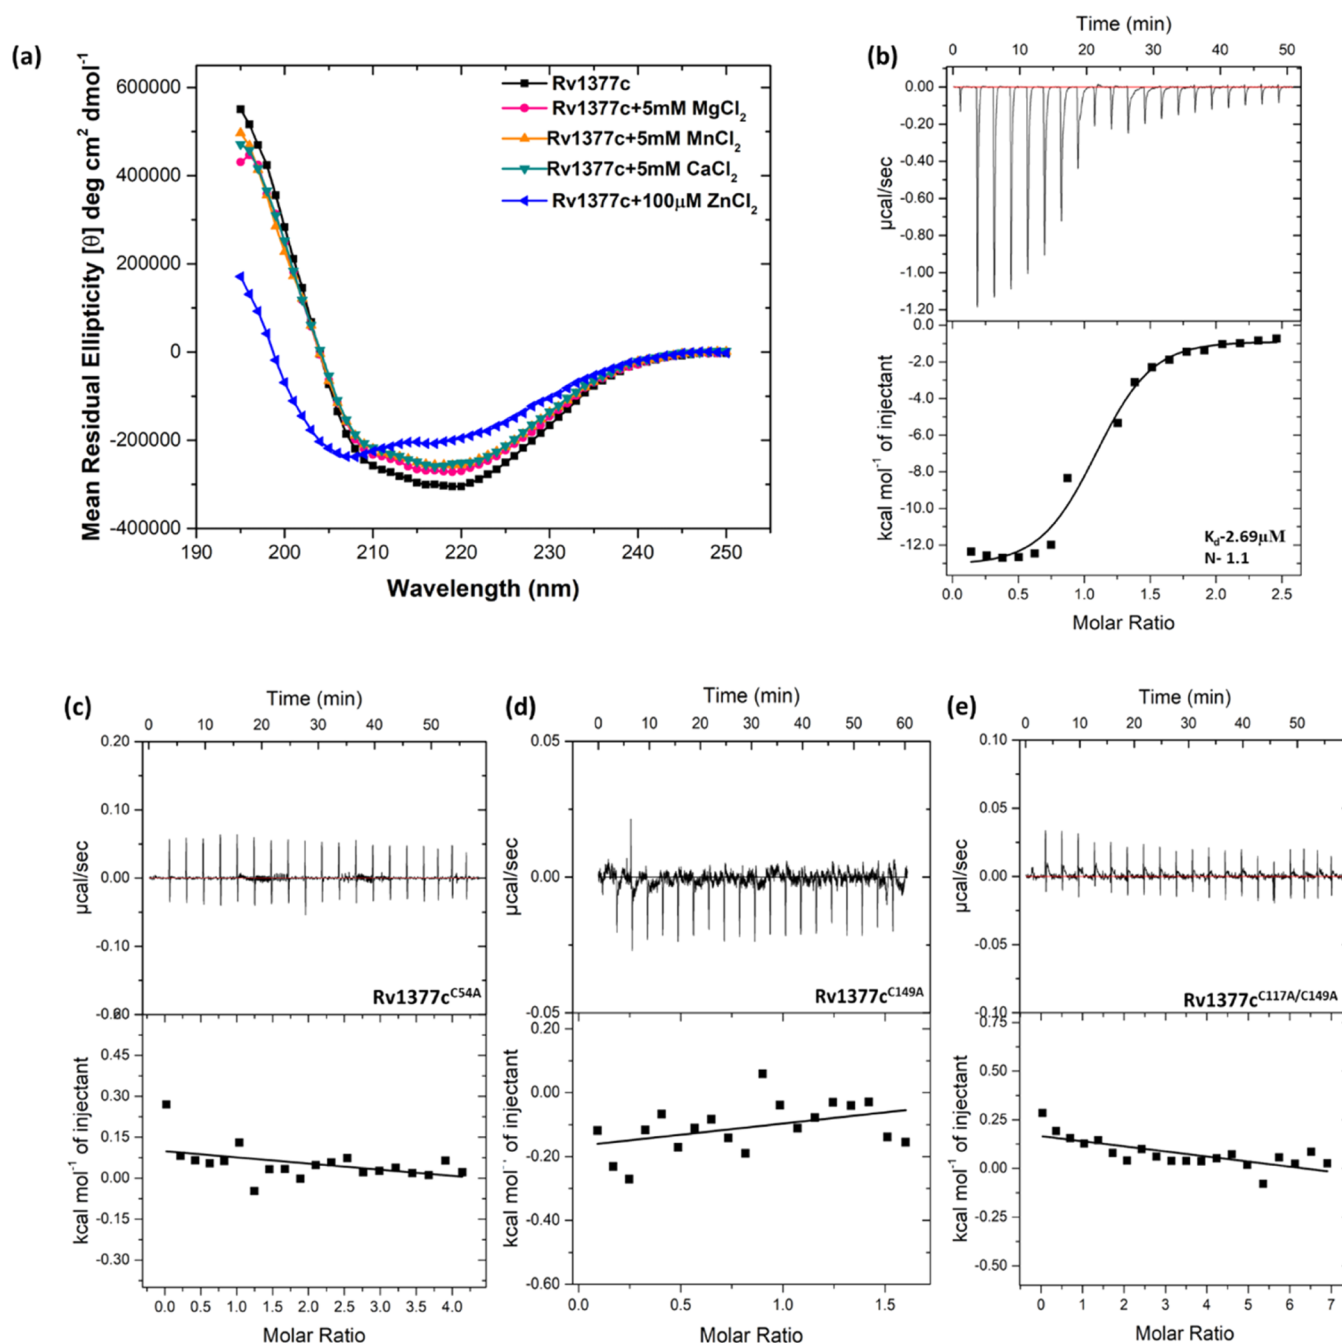 (a)
Mean Residual Ellipticity [θ] deg cm² dmol⁻¹
600000
400000
200000
0
-200000
-400000
190 200 210 220 230 240 250
Wavelength (nm)
Rv1377c
Rv1377c+5mM MgCl₂
Rv1377c+5mM MnCl₂
Rv1377c+5mM CaCl₂
Rv1377c+100μM ZnCl₂
(b)
Time (min)
0 10 20 30 40 50
µcal/sec
0.00
-0.20
-0.40
-0.60
-0.80
-1.00
-1.20
kcal mol⁻¹ of injectant
0.0
-2.0
-4.0
-6.0
-8.0
-10.0
-12.0
K_d-2.69μM
N- 1.1
0.0 0.5 1.0 1.5 2.0 2.5
Molar Ratio
(c)
Time (min)
0 10 20 30 40 50
µcal/sec
0.20
0.10
0.00
-0.10
Rv1377c^C54A
kcal mol⁻¹ of injectant
0.45
0.30
0.15
0.00
-0.15
-0.30
0.0 0.5 1.0 1.5 2.0 2.5 3.0 3.5 4.0
Molar Ratio
(d)
Time (min)
0 10 20 30 40 50 60
µcal/sec
0.05
0.00
-0.05
Rv1377c^C149A
kcal mol⁻¹ of injectant
0.20
0.00
-0.20
-0.40
-0.60
0.0 0.5 1.0 1.5
Molar Ratio
(e)
Time (min)
0 10 20 30 40 50
µcal/sec
0.10
0.05
0.00
-0.05
-0.10
Rv1377c^C117A/C149A
kcal mol⁻¹ of injectant
0.75
0.50
0.25
0.00
-0.25
-0.50
0 1 2 3 4 5 6 7
Molar Ratio